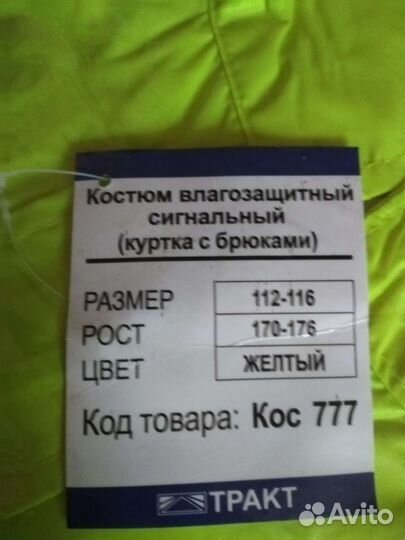 Костюм влагозащитный
сигнальный
(куртка с брюками)
РАЗМЕР 112-116
РОСТ 170-176
ЦВЕТ ЖЕЛТЫЙ
Код товара: Кос 777
ТРАКТ
Avito